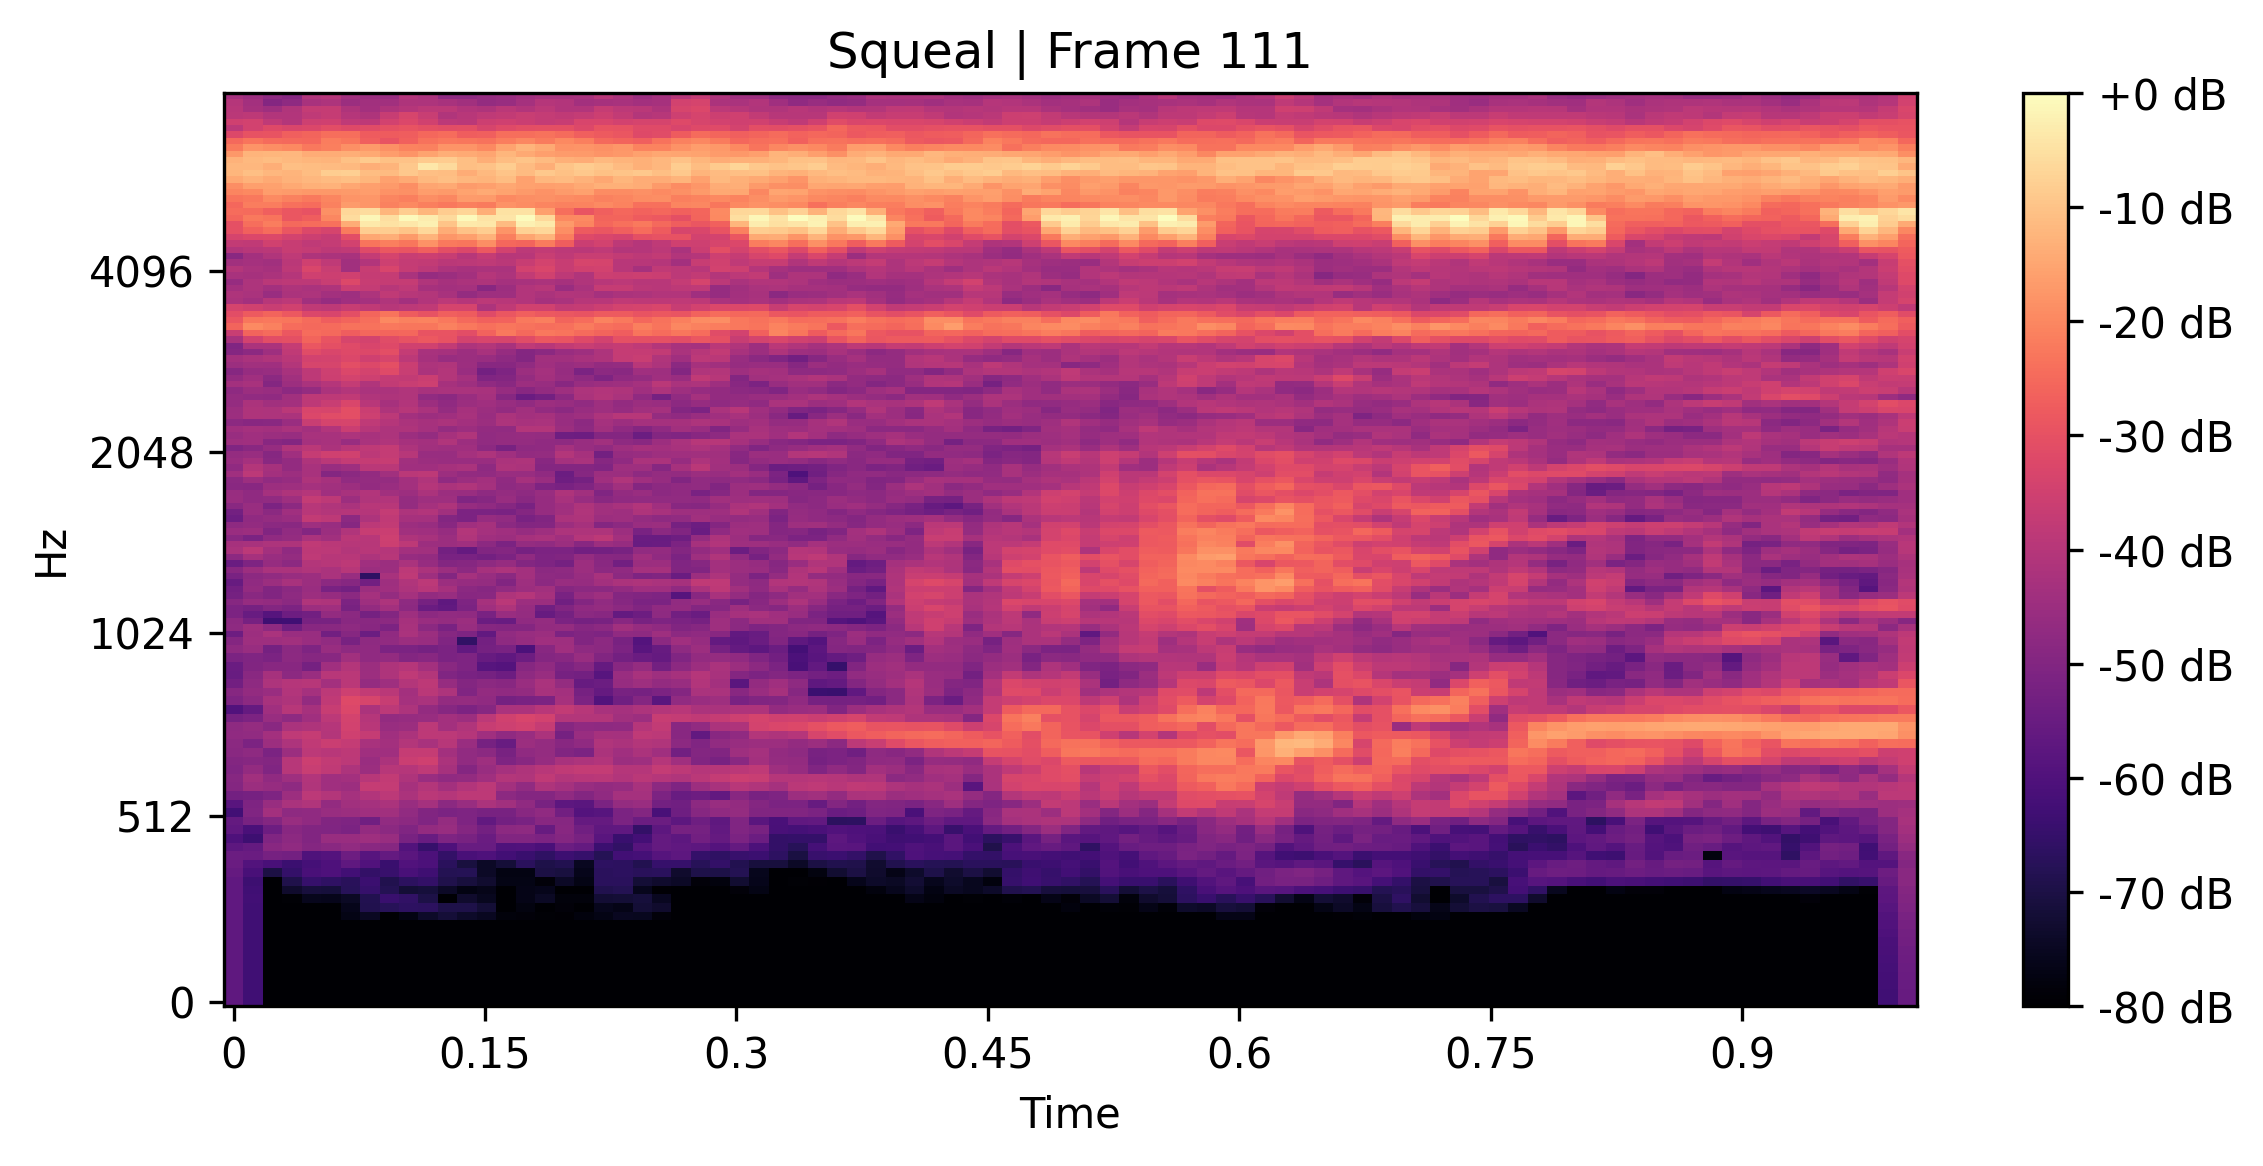 Squeal | Frame 111
+0 dB
-10 dB
-20 dB
-30 dB
-40 dB
-50 dB
-60 dB
-70 dB
-80 dB
Hz
4096
2048
1024
512
0
0 0.15 0.3 0.45 0.6 0.75 0.9
Time